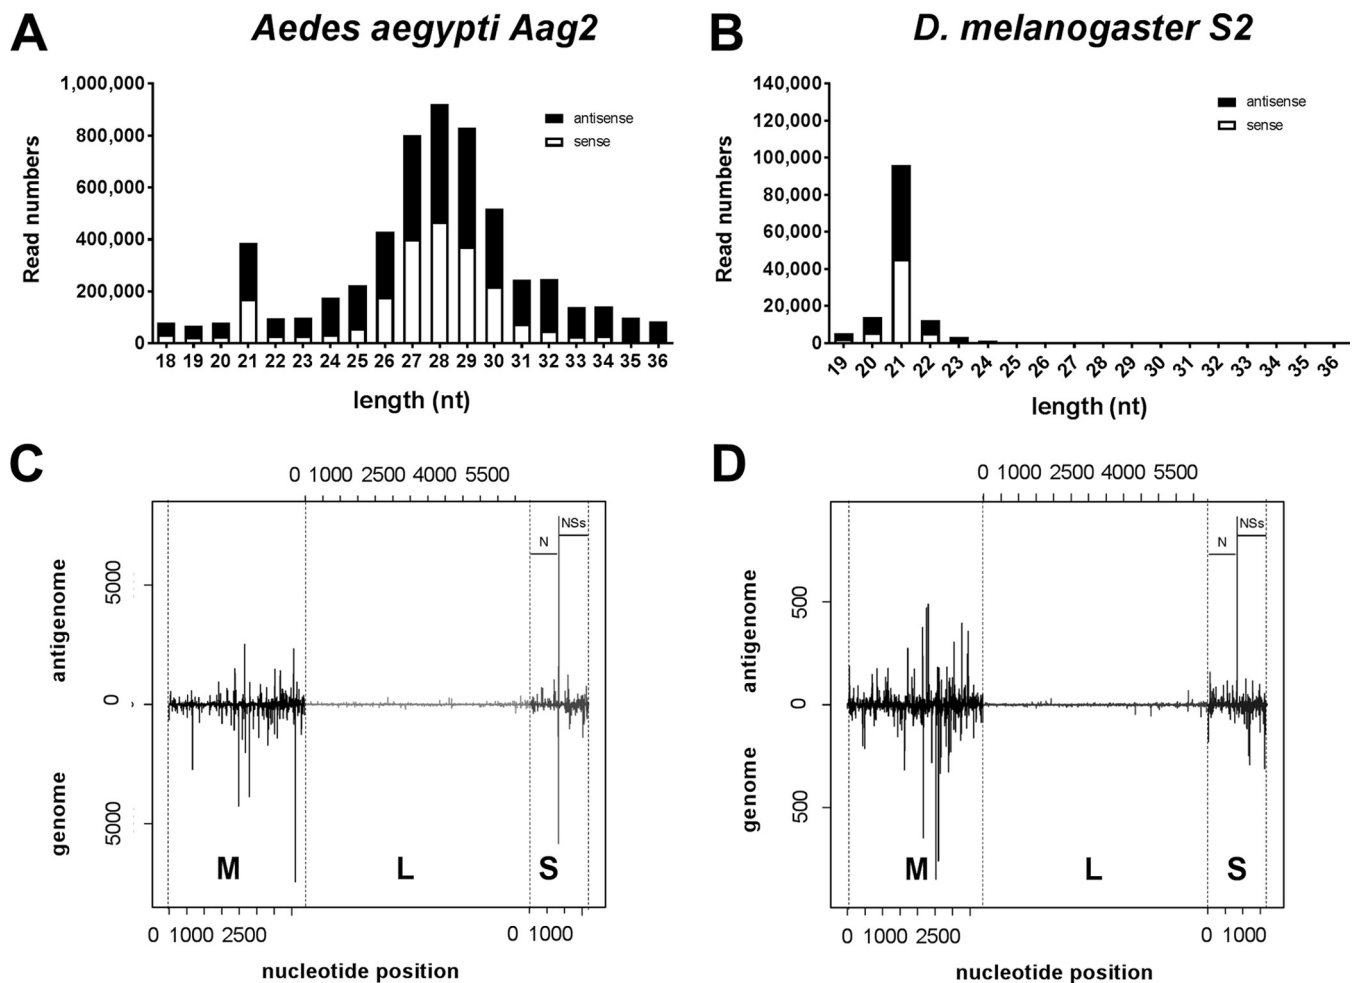 A
Aedes aegypti Aag2
Read numbers
1,000,000
800,000
600,000
400,000
200,000
0
antisense
sense
18 19 20 21 22 23 24 25 26 27 28 29 30 31 32 33 34 35 36
length (nt)
B
D. melanogaster S2
Read numbers
140,000
120,000
100,000
80,000
60,000
40,000
20,000
0
antisense
sense
19 20 21 22 23 24 25 26 27 28 29 30 31 32 33 34 35 36
length (nt)
C
0 1000 2500 4000 5500
antigenome
genome
5000
0
5000
N
NSs
M
L
S
0 1000 2500
0 1000
nucleotide position
D
0 1000 2500 4000 5500
antigenome
genome
500
0
500
N
NSs
M
L
S
0 1000 2500
0 1000
nucleotide position